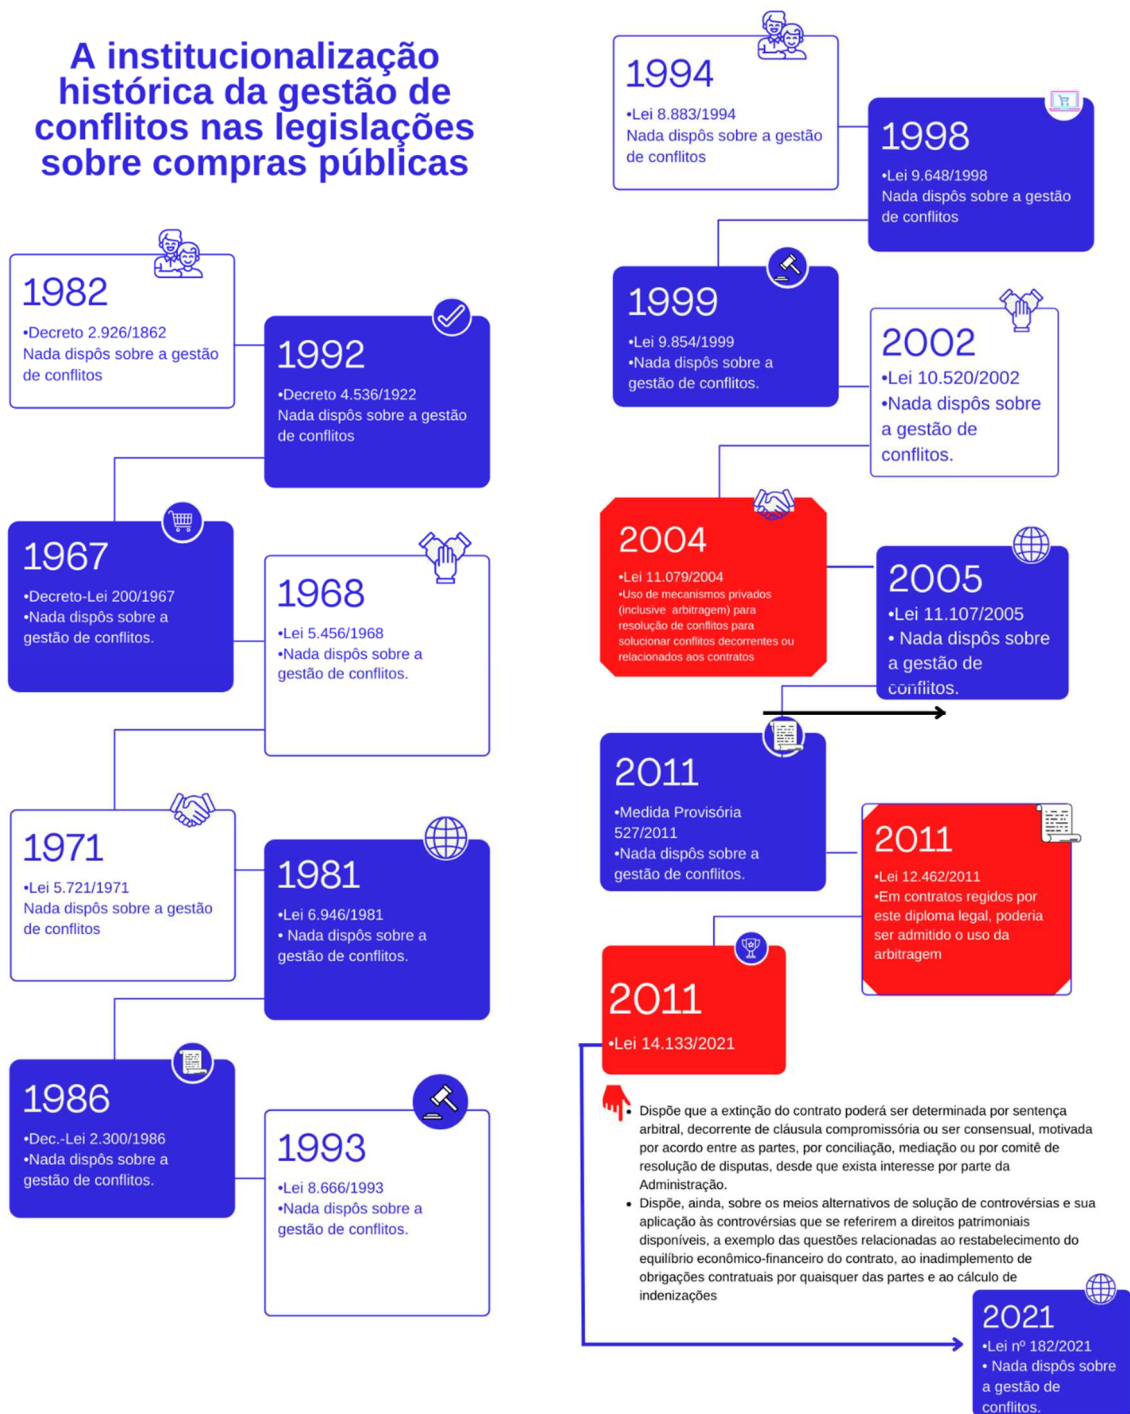 A institucionalização
histórica da gestão de
conflitos nas legislações
sobre compras públicas
1982
•Decreto 2.926/1862
Nada dispôs sobre a gestão
de conflitos
1992
•Decreto 4.536/1922
Nada dispôs sobre a gestão
de conflitos
1967
•Decreto-Lei 200/1967
•Nada dispôs sobre a
gestão de conflitos.
1968
•Lei 5.456/1968
•Nada dispôs sobre a
gestão de conflitos.
1971
•Lei 5.721/1971
Nada dispôs sobre a gestão
de conflitos
1981
•Lei 6.946/1981
• Nada dispôs sobre a
gestão de conflitos.
1986
•Dec.-Lei 2.300/1986
•Nada dispôs sobre a
gestão de conflitos.
1993
•Lei 8.666/1993
•Nada dispôs sobre a
gestão de conflitos.
1994
•Lei 8.883/1994
Nada dispôs sobre a gestão
de conflitos
1998
•Lei 9.648/1998
Nada dispôs sobre a gestão
de conflitos
1999
•Lei 9.854/1999
•Nada dispôs sobre a
gestão de conflitos.
2002
•Lei 10.520/2002
•Nada dispôs sobre
a gestão de
conflitos.
2004
•Lei 11.079/2004
•Uso de mecanismos privados
(inclusive arbitragem) para
resolução de conflitos para
solucionar conflitos decorrentes ou
relacionados aos contratos
2005
•Lei 11.107/2005
• Nada dispôs sobre
a gestão de
conflitos.
2011
•Medida Provisória
527/2011
•Nada dispôs sobre a
gestão de conflitos.
2011
•Lei 12.462/2011
•Em contratos regidos por
este diploma legal, poderia
ser admitido o uso da
arbitragem
2011
•Lei 14.133/2021
• Dispõe que a extinção do contrato poderá ser determinada por sentença
arbitral, decorrente de cláusula compromissória ou ser consensual, motivada
por acordo entre as partes, por conciliação, mediação ou por comitê de
resolução de disputas, desde que exista interesse por parte da
Administração.
• Dispõe, ainda, sobre os meios alternativos de solução de controvérsias e sua
aplicação às controvérsias que se referirem a direitos patrimoniais
disponíveis, a exemplo das questões relacionadas ao restabelecimento do
equilíbrio econômico-financeiro do contrato, ao inadimplemento de
obrigações contratuais por quaisquer das partes e ao cálculo de
indenizações
2021
•Lei nº 182/2021
• Nada dispôs sobre
a gestão de
conflitos.